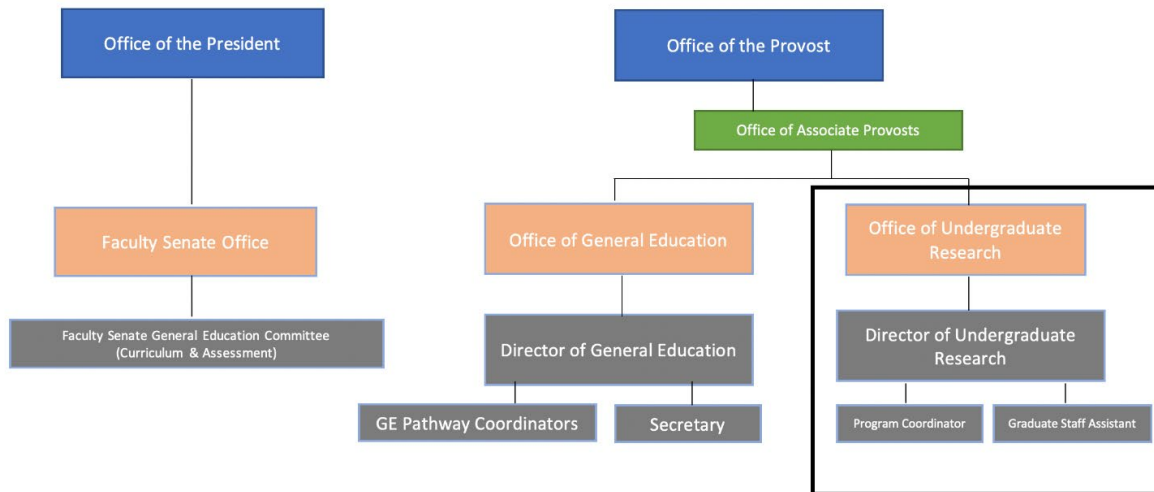 Office of the President
Office of the Provost
Office of Associate Provosts
Faculty Senate Office
Office of General Education
Office of Undergraduate
Research
Faculty Senate General Education Committee
(Curriculum & Assessment)
Director of General Education
Director of Undergraduate
Research
GE Pathway Coordinators
Secretary
Program Coordinator
Graduate Staff Assistant